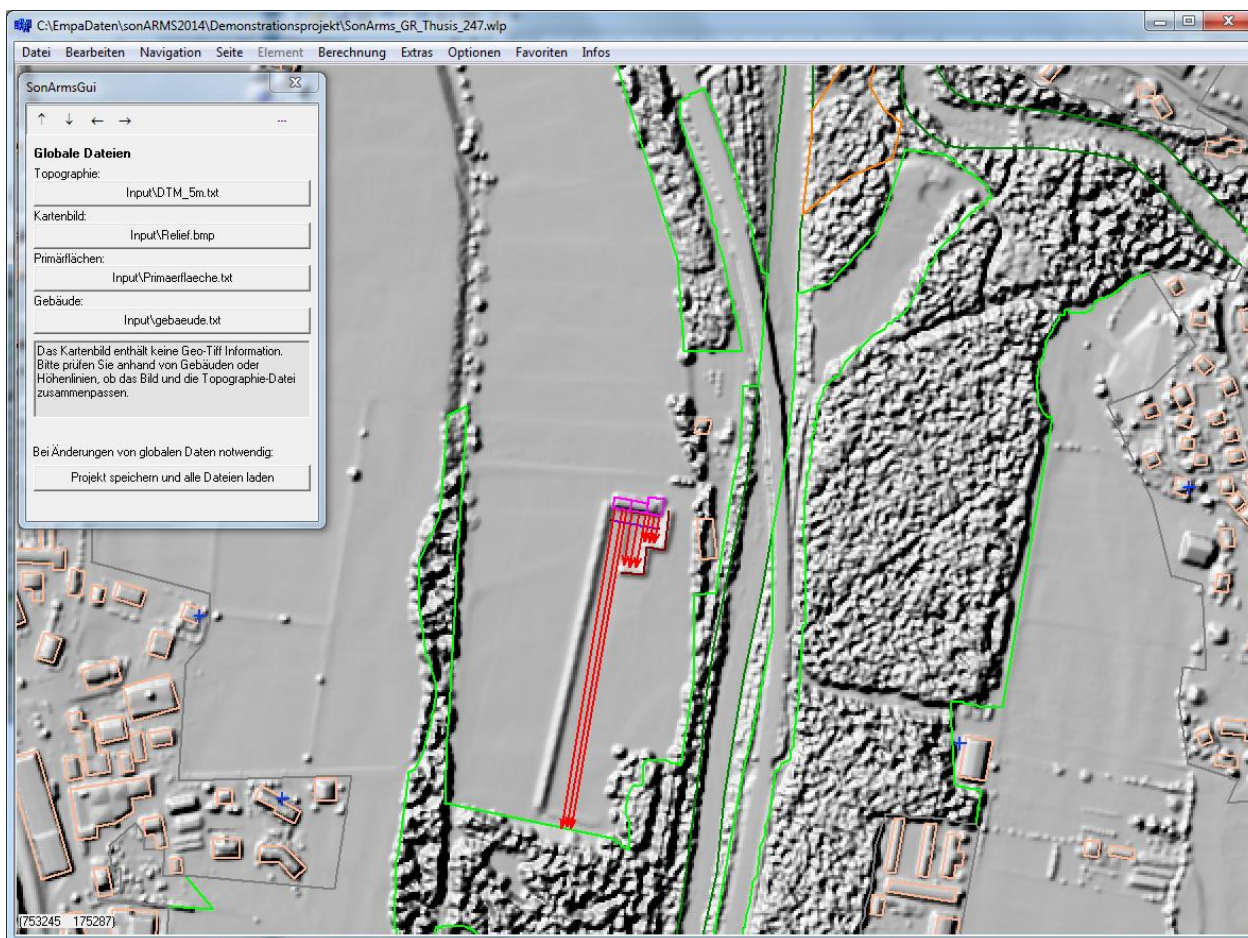 C:\EmpaDaten\sonARMS2014\Demonstrationsprojekt\SonArms_GR_Thusis_247.wlp
Datei Bearbeiten Navigation Seite Element Berechnung Extras Optionen Favoriten Infos
SonArmsGui
Globale Dateien
Topographie:
Input\DTM_5m.txt
Kartenbild:
Input\Relief.bmp
Primärflächen:
Input\Primaerflaeche.txt
Gebäude:
Input\gebaeude.txt
Das Kartenbild enthält keine Geo-Tiff Information.
Bitte prüfen Sie anhand von Gebäuden oder
Höhenlinien, ob das Bild und die Topographie-Datei
zusammenpassen.
Bei Änderungen von globalen Daten notwendig:
Projekt speichern und alle Dateien laden
(753245 175287)